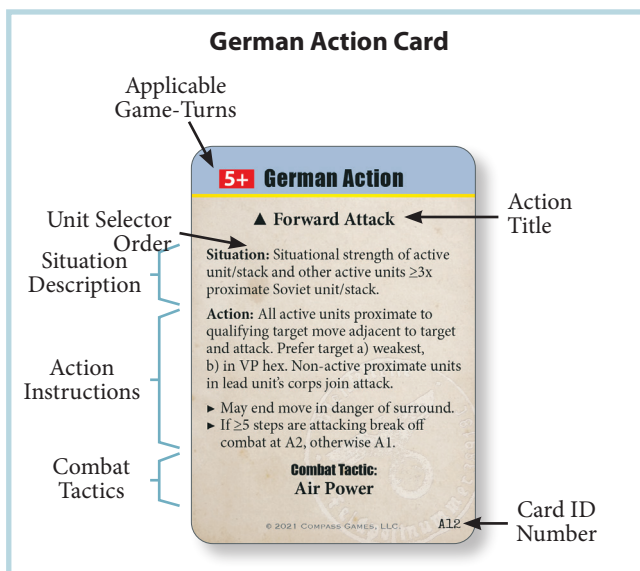 German Action Card
Applicable
Game-Turns
5+ German Action
Unit Selector
Order
▲ Forward Attack
Action
Title
Situation
Description
Situation: Situational strength of active
unit/stack and other active units ≥3x
proximate Soviet unit/stack.
Action
Instructions
Action: All active units proximate to
qualifying target move adjacent to target
and attack. Prefer target a) weakest,
b) in VP hex. Non-active proximate units
in lead unit's corps join attack.
► May end move in danger of surround.
► If ≥5 steps are attacking break off
combat at A2, otherwise A1.
Combat
Tactics
Combat Tactic:
Air Power
© 2021 Compass Games, LLC.
A12
Card ID
Number